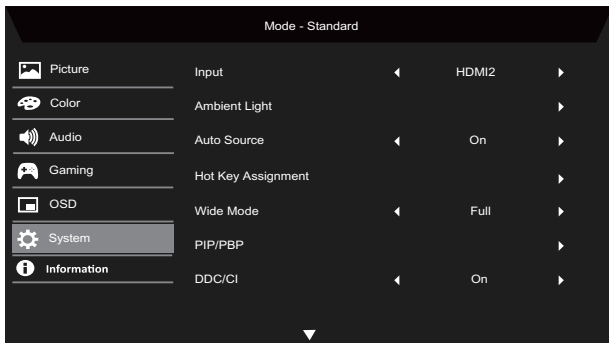 Mode - Standard
Picture
Color
Audio
Gaming
OSD
System
Information
Input HDMI2
Ambient Light
Auto Source On
Hot Key Assignment
Wide Mode Full
PIP/PBP
DDC/CI On